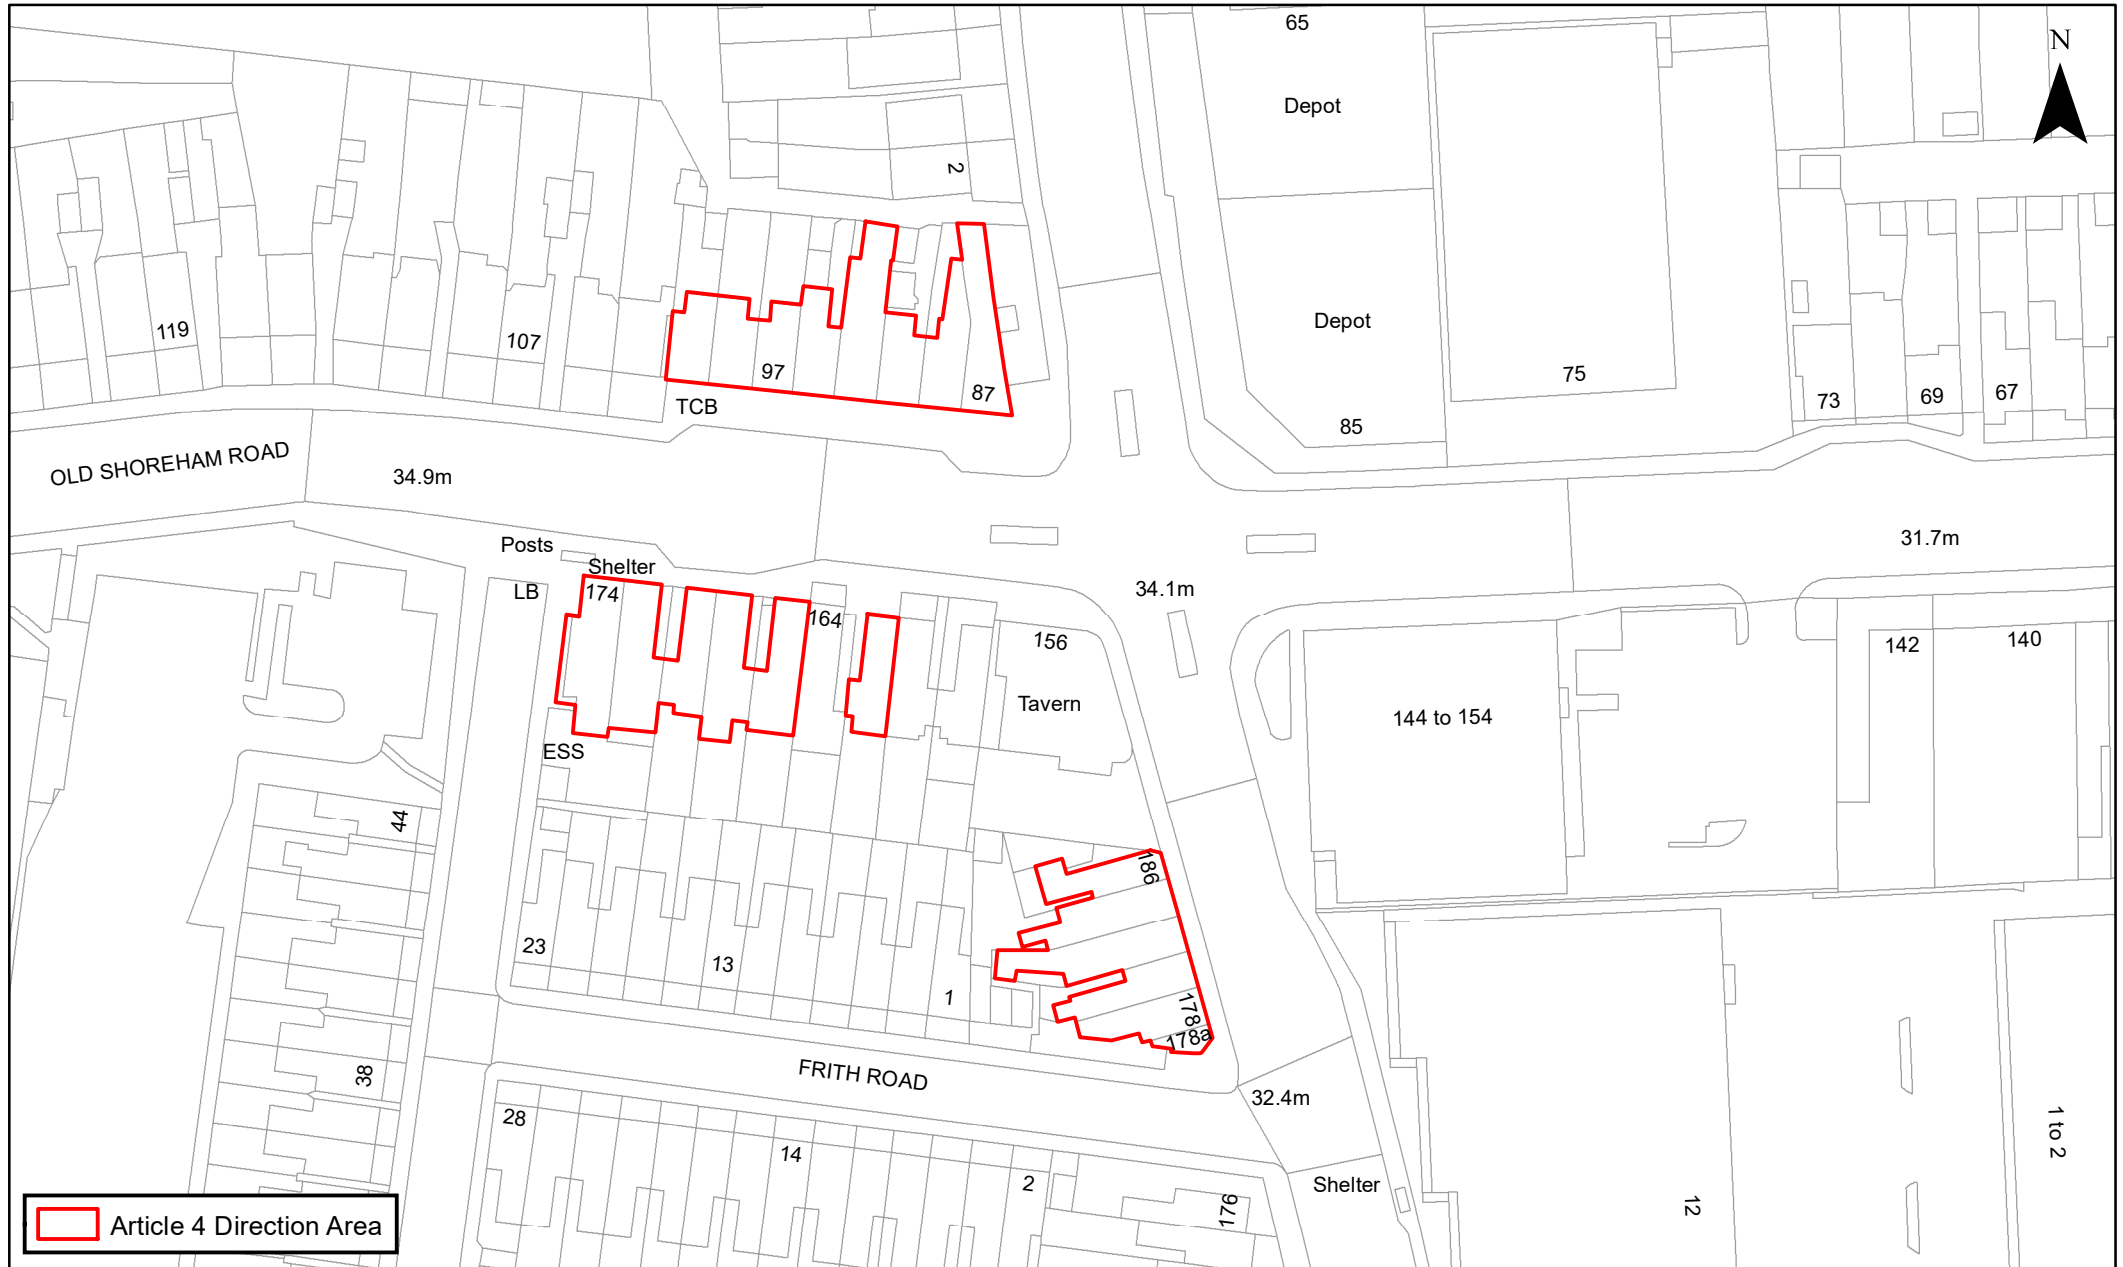 65
N
Depot
2
119
107
Depot
97
87
75
73
69
67
TCB
85
OLD SHOREHAM ROAD
34.9m
Posts
Shelter
31.7m
LB
174
34.1m
164
156
142
140
Tavern
144 to 154
ESS
44
186
23
13
1
178
178a
38
FRITH ROAD
32.4m
28
14
2
1 to 2
Shelter
176
12
Article 4 Direction Area